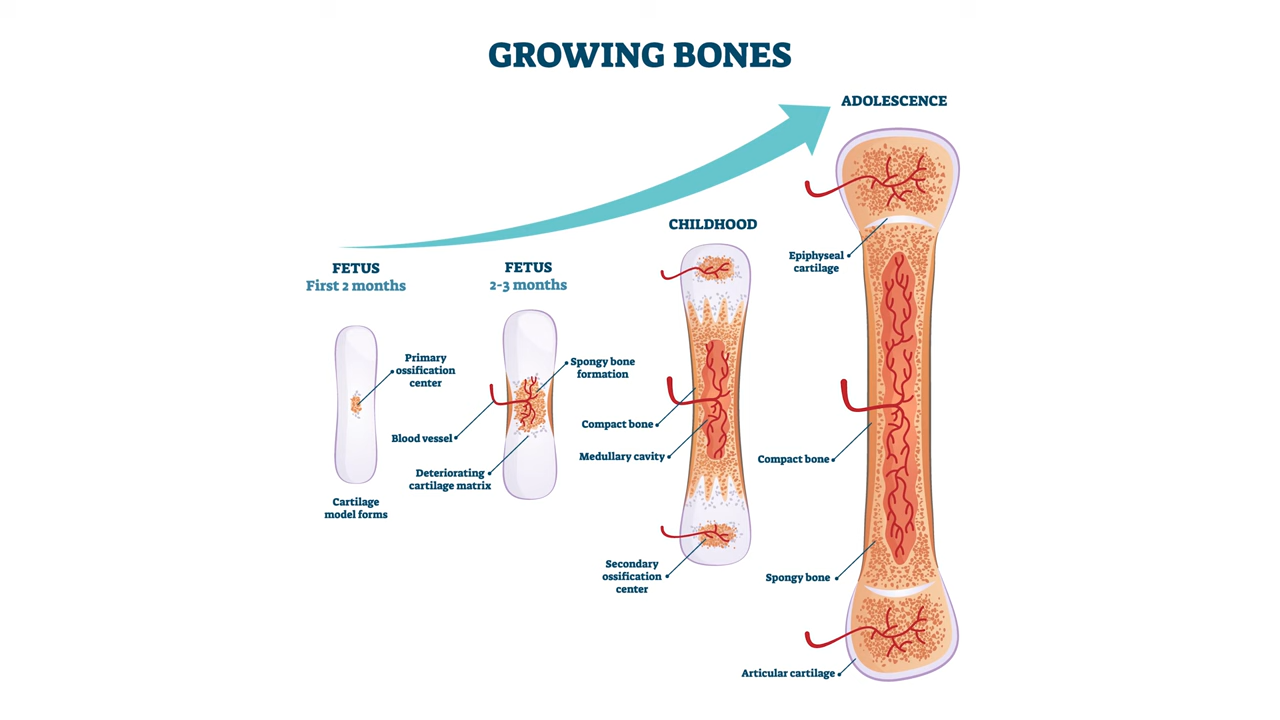 GROWING BONES
ADOLESCENCE
CHILDHOOD
FETUS
First 2 months
FETUS
2-3 months
Epiphyseal
cartilage
Primary
ossification
center
Spongy bone
formation
Blood vessel
Deteriorating
cartilage matrix
Cartilage
model forms
Compact bone
Medullary cavity
Secondary
ossification
center
Compact bone
Spongy bone
Articular cartilage